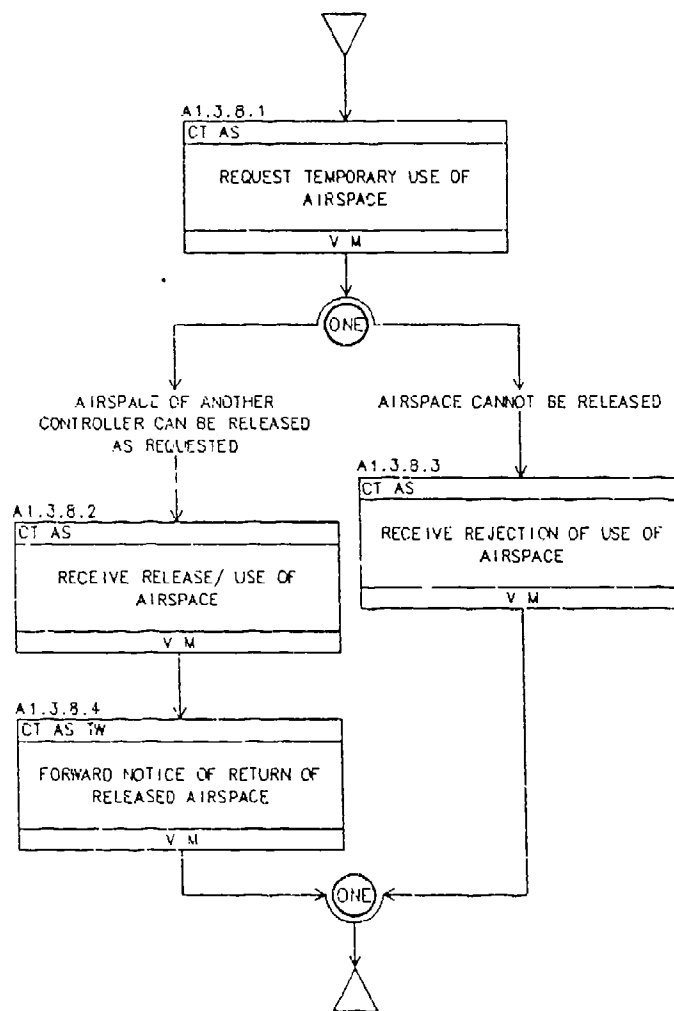 A1.3.8.1
CT AS
REQUEST TEMPORARY USE OF
AIRSPACE
V M
ONE
AIRSPACE OF ANOTHER
CONTROLLER CAN BE RELEASED
AS REQUESTED
AIRSPACE CANNOT BE RELEASED
A1.3.8.2
CT AS
RECEIVE RELEASE/ USE OF
AIRSPACE
V M
A1.3.8.3
CT AS
RECEIVE REJECTION OF USE OF
AIRSPACE
V M
A1.3.8.4
CT AS TW
FORWARD NOTICE OF RETURN OF
RELEASED AIRSPACE
V M
ONE